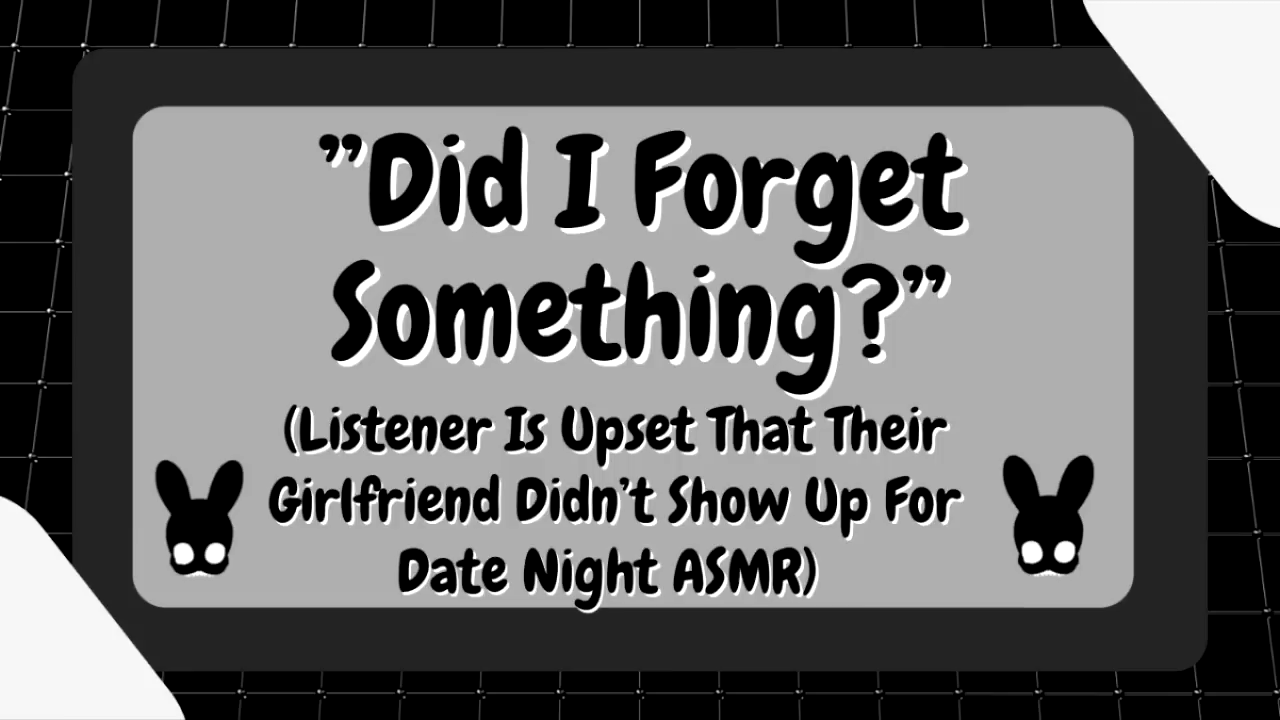 ”Did I Forget
Something?”
(Listener Is Upset That Their
Girlfriend Didn’t Show Up For
Date Night ASMR)